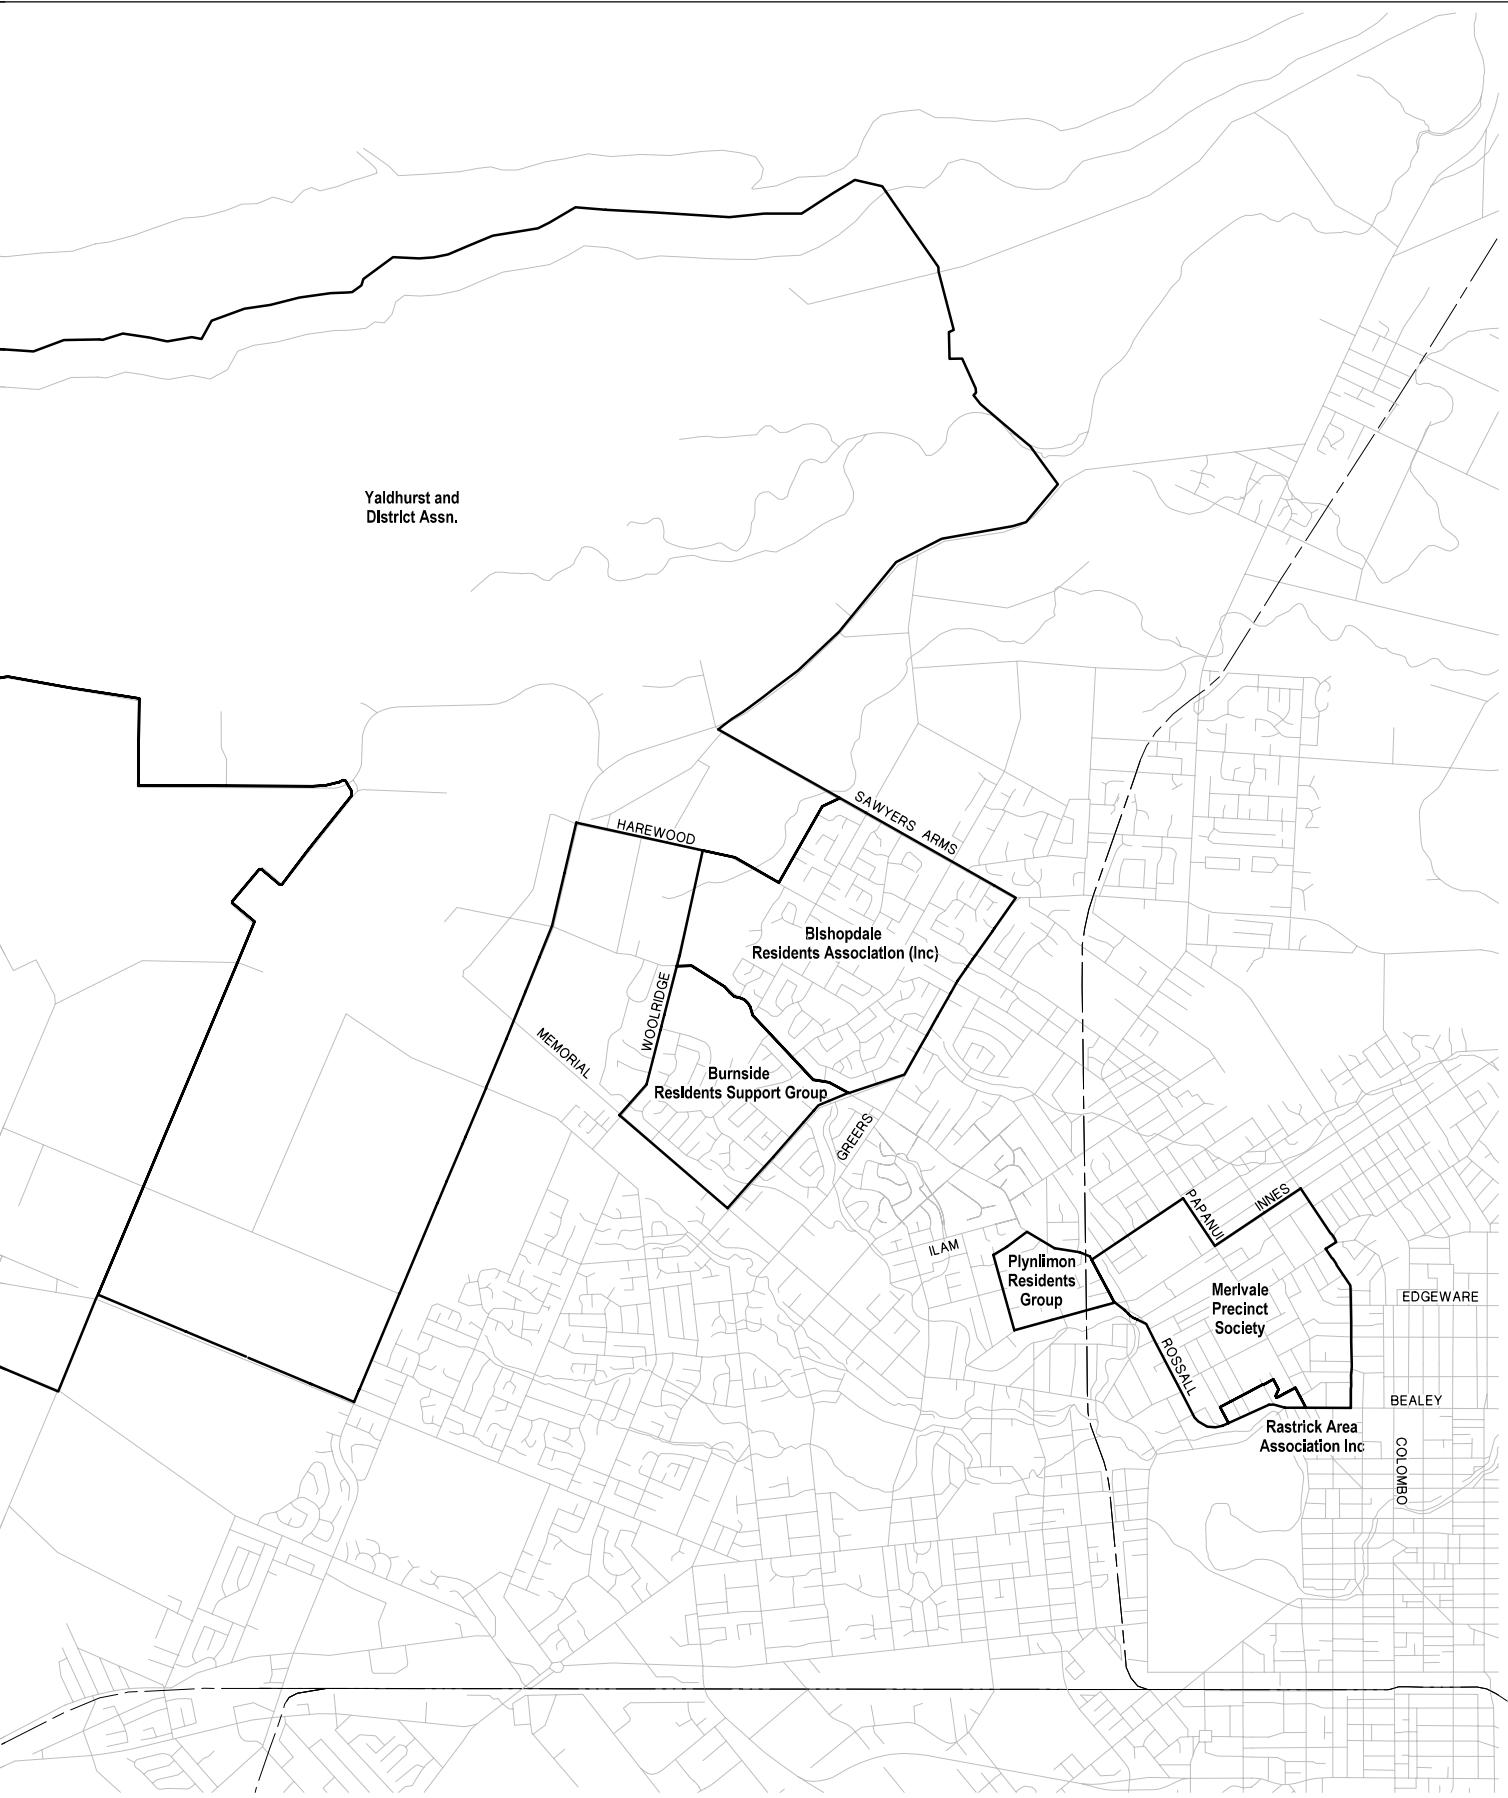 Yaldhurst and
District Assn.
SAWYERS ARMS
HAREWOOD
Bishopdale
Residents Association (Inc)
WOOLRIDGE
MEMORIAL
Burnside
Residents Support Group
GREERS
PAPANUI
INNES
ILAM
Plynlimon
Residents
Group
Merivale
Precinct
Society
EDGEWARE
ROSSALL
BEALEY
Rastrick Area
Association Inc
COLOMBO